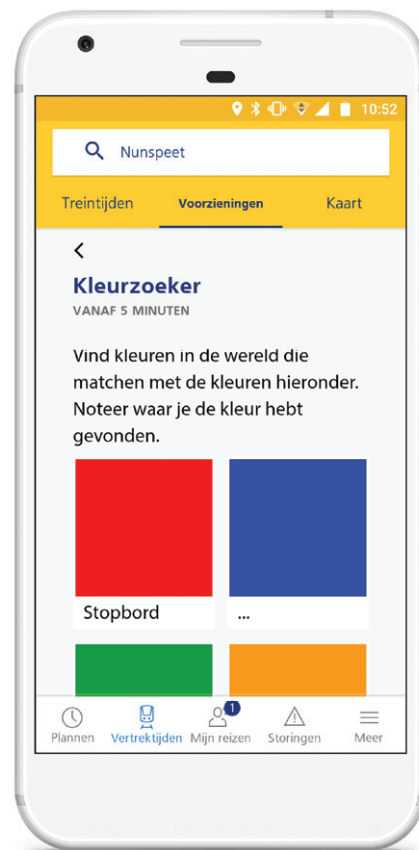 10:52
Nunspeet
Treintijden Voorzieningen Kaart
Kleurzoeker
VANAF 5 MINUTEN
Vind kleuren in de wereld die
matchen met de kleuren hieronder.
Noteer waar je de kleur hebt
gevonden.
Stopbord ...
1
Plannen Vertrektijden Mijn reizen Storingen Meer